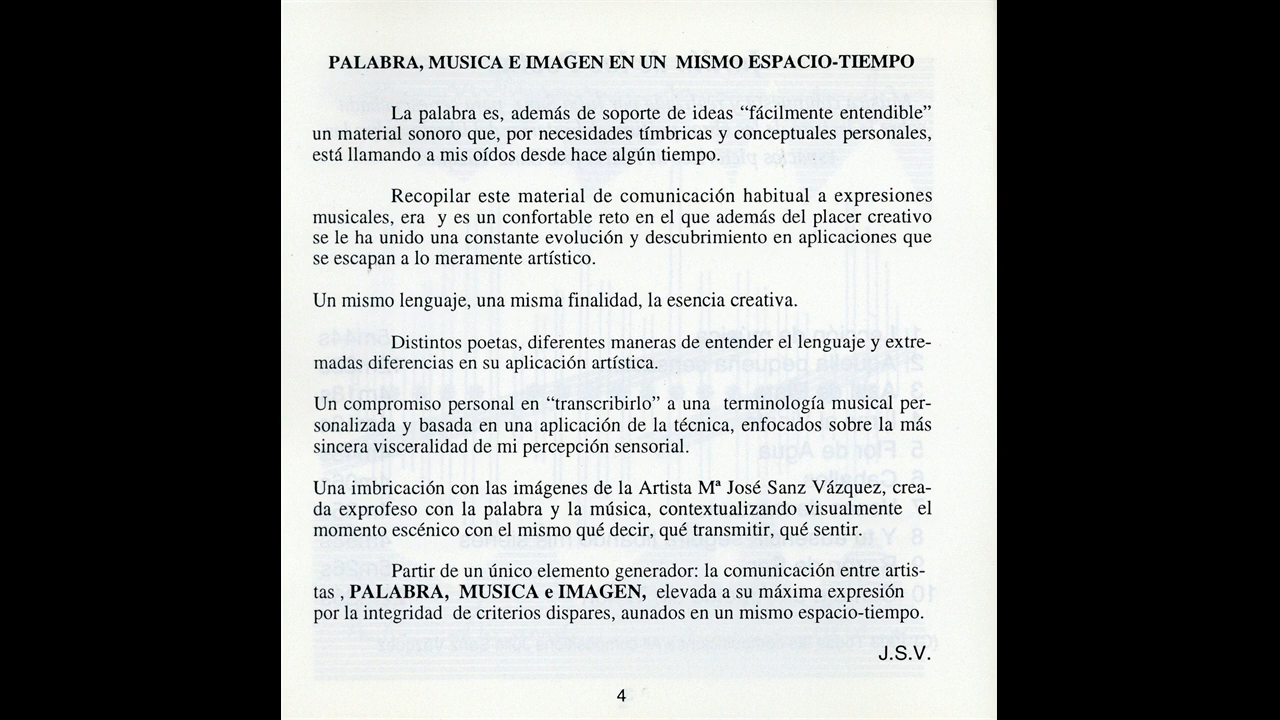 PALABRA, MUSICA E IMAGEN EN UN MISMO ESPACIO-TIEMPO
La palabra es, además de soporte de ideas “fácilmente entendible”
un material sonoro que, por necesidades tímbricas y conceptuales personales,
está llamando a mis oídos desde hace algún tiempo.
Recopilar este material de comunicación habitual a expresiones
musicales, era y es un confortable reto en el que además del placer creativo
se le ha unido una constante evolución y descubrimiento en aplicaciones que
se escapan a lo meramente artístico.
Un mismo lenguaje, una misma finalidad, la esencia creativa.
Distintos poetas, diferentes maneras de entender el lenguaje y extre-
madas diferencias en su aplicación artística.
Un compromiso personal en “transcribirlo” a una terminología musical per-
sonalizada y basada en una aplicación de la técnica, enfocados sobre la más
sincera visceralidad de mi percepción sensorial.
Una imbricación con las imágenes de la Artista Mª José Sanz Vázquez, crea-
da exprofeso con la palabra y la música, contextualizando visualmente el
momento escénico con el mismo qué decir, qué transmitir, qué sentir.
Partir de un único elemento generador: la comunicación entre artis-
tas , PALABRA, MUSICA e IMAGEN, elevada a su máxima expresión
por la integridad de criterios dispares, aunados en un mismo espacio-tiempo.
J.S.V.
4